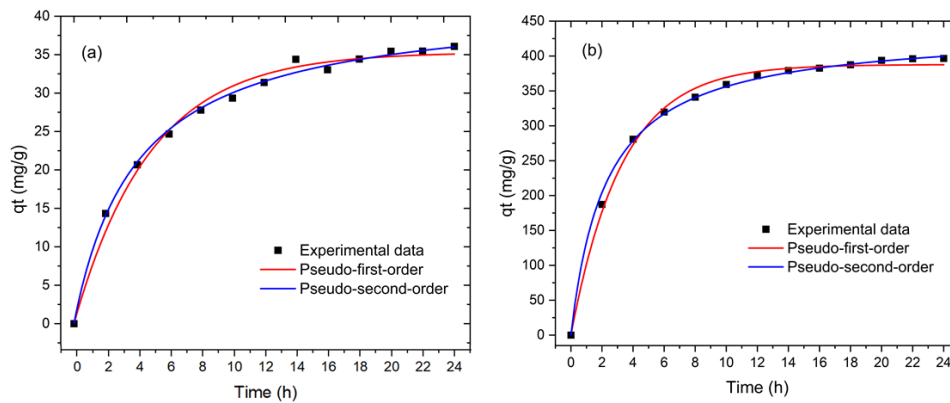 (a)
40
35
30
25
20
15
10
5
0
qt (mg/g)
Experimental data
Pseudo-first-order
Pseudo-second-order
0 2 4 6 8 10 12 14 16 18 20 22 24
Time (h)
(b)
450
400
350
300
250
200
150
100
50
0
qt (mg/g)
Experimental data
Pseudo-first-order
Pseudo-second-order
0 2 4 6 8 10 12 14 16 18 20 22 24
Time (h)